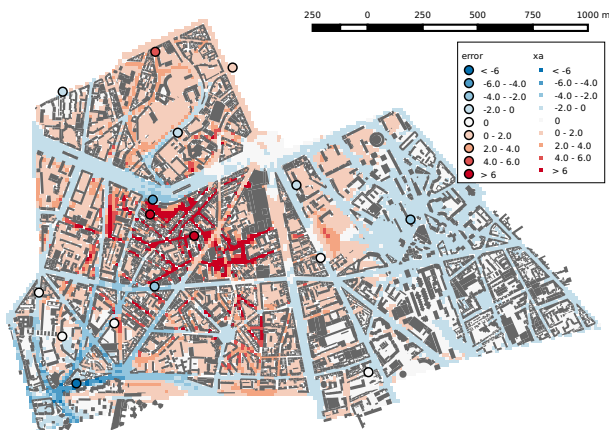 250 0 250 500 750 1000 m
error xa
< -6 < -6
-6.0 - -4.0 -6.0 - -4.0
-4.0 - -2.0 -4.0 - -2.0
-2.0 - 0 -2.0 - 0
0 0
0 - 2.0 0 - 2.0
2.0 - 4.0 2.0 - 4.0
4.0 - 6.0 4.0 - 6.0
> 6 > 6